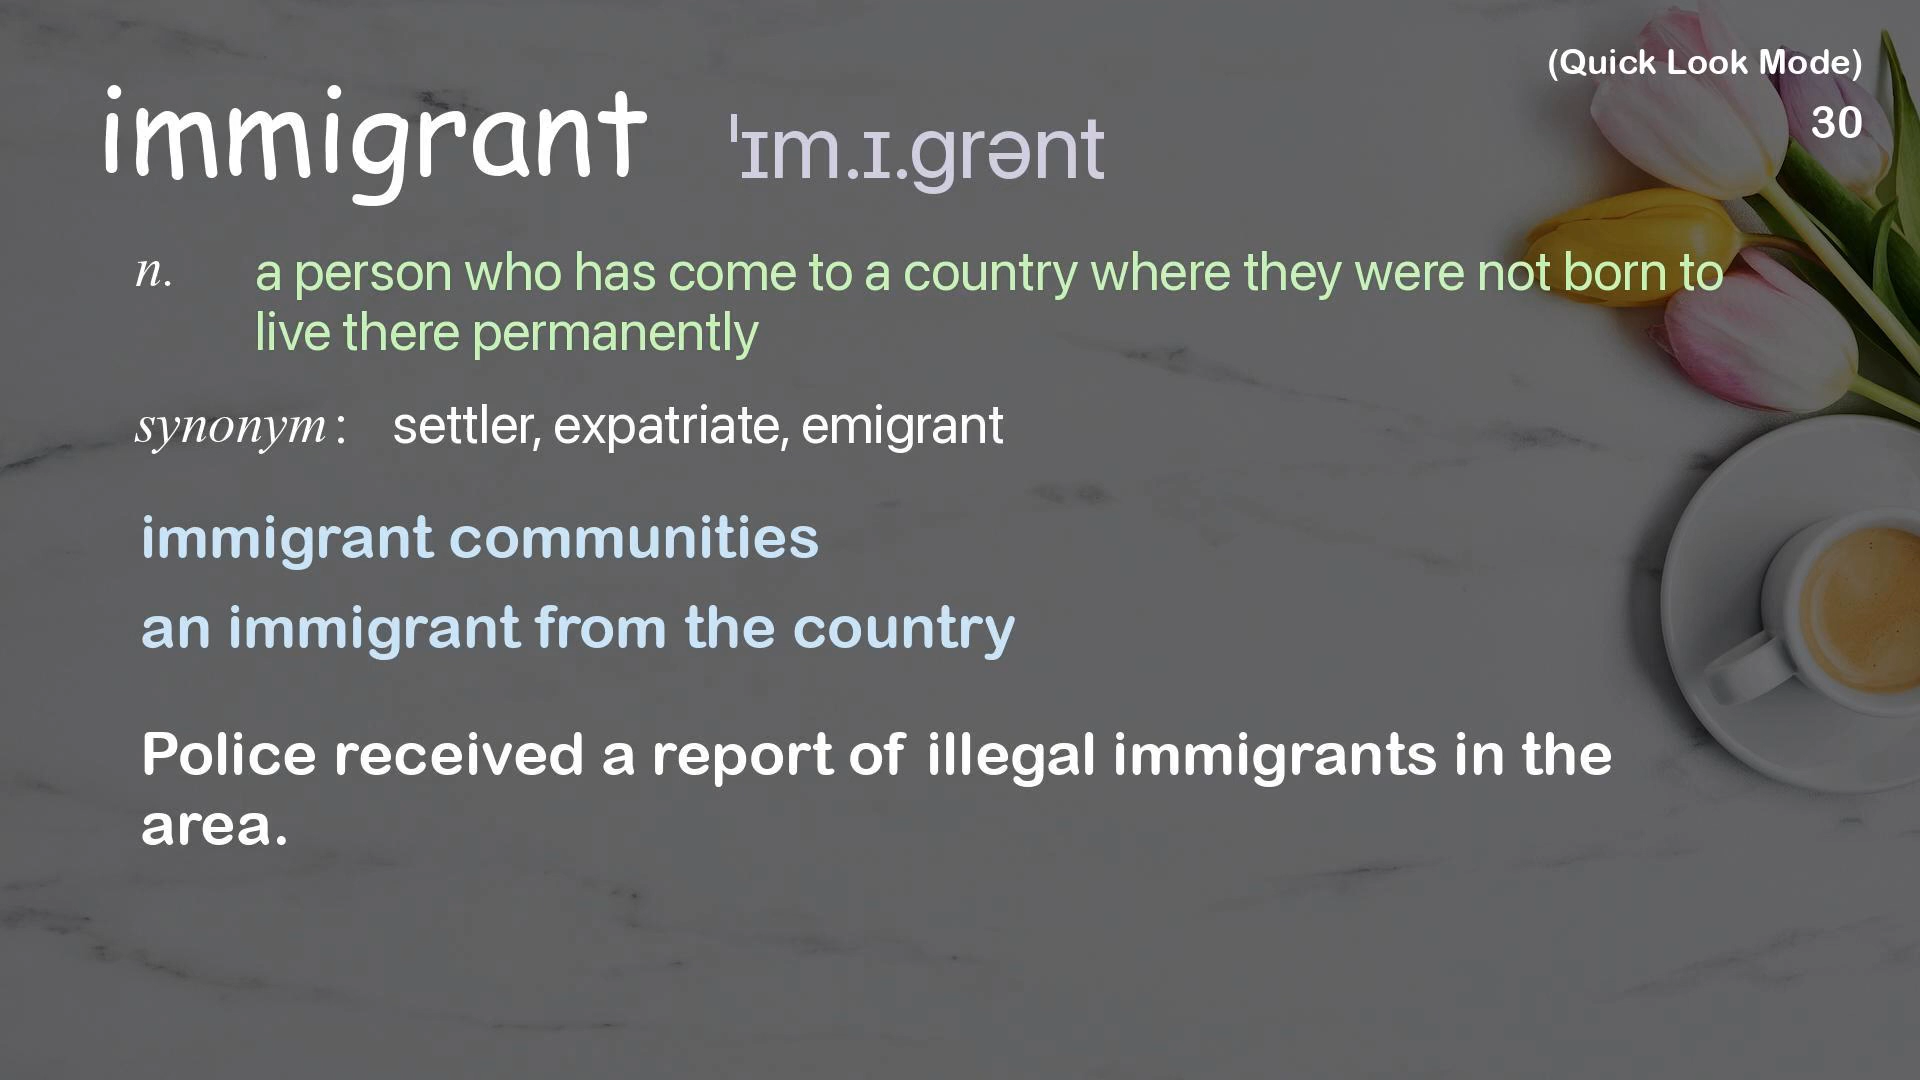 (Quick Look Mode)
immigrant ˈɪm.ɪ.grənt
30
n. a person who has come to a country where they were not born to
live there permanently
synonym: settler, expatriate, emigrant
immigrant communities
an immigrant from the country
Police received a report of illegal immigrants in the
area.